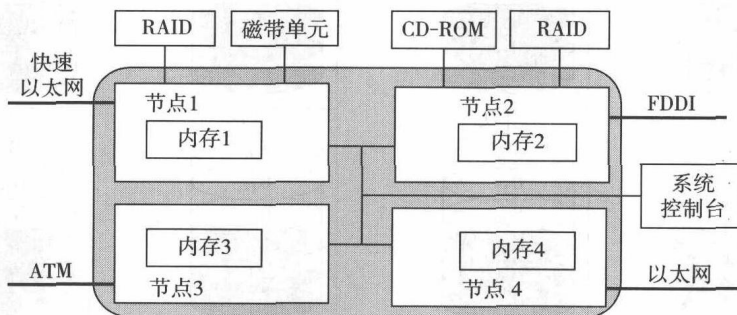 RAID
磁带单元
CD-ROM
RAID
快速
以太网
节点1
内存1
节点2
内存2
FDDI
系统
控制台
内存3
节点3
ATM
内存4
节点4
以太网